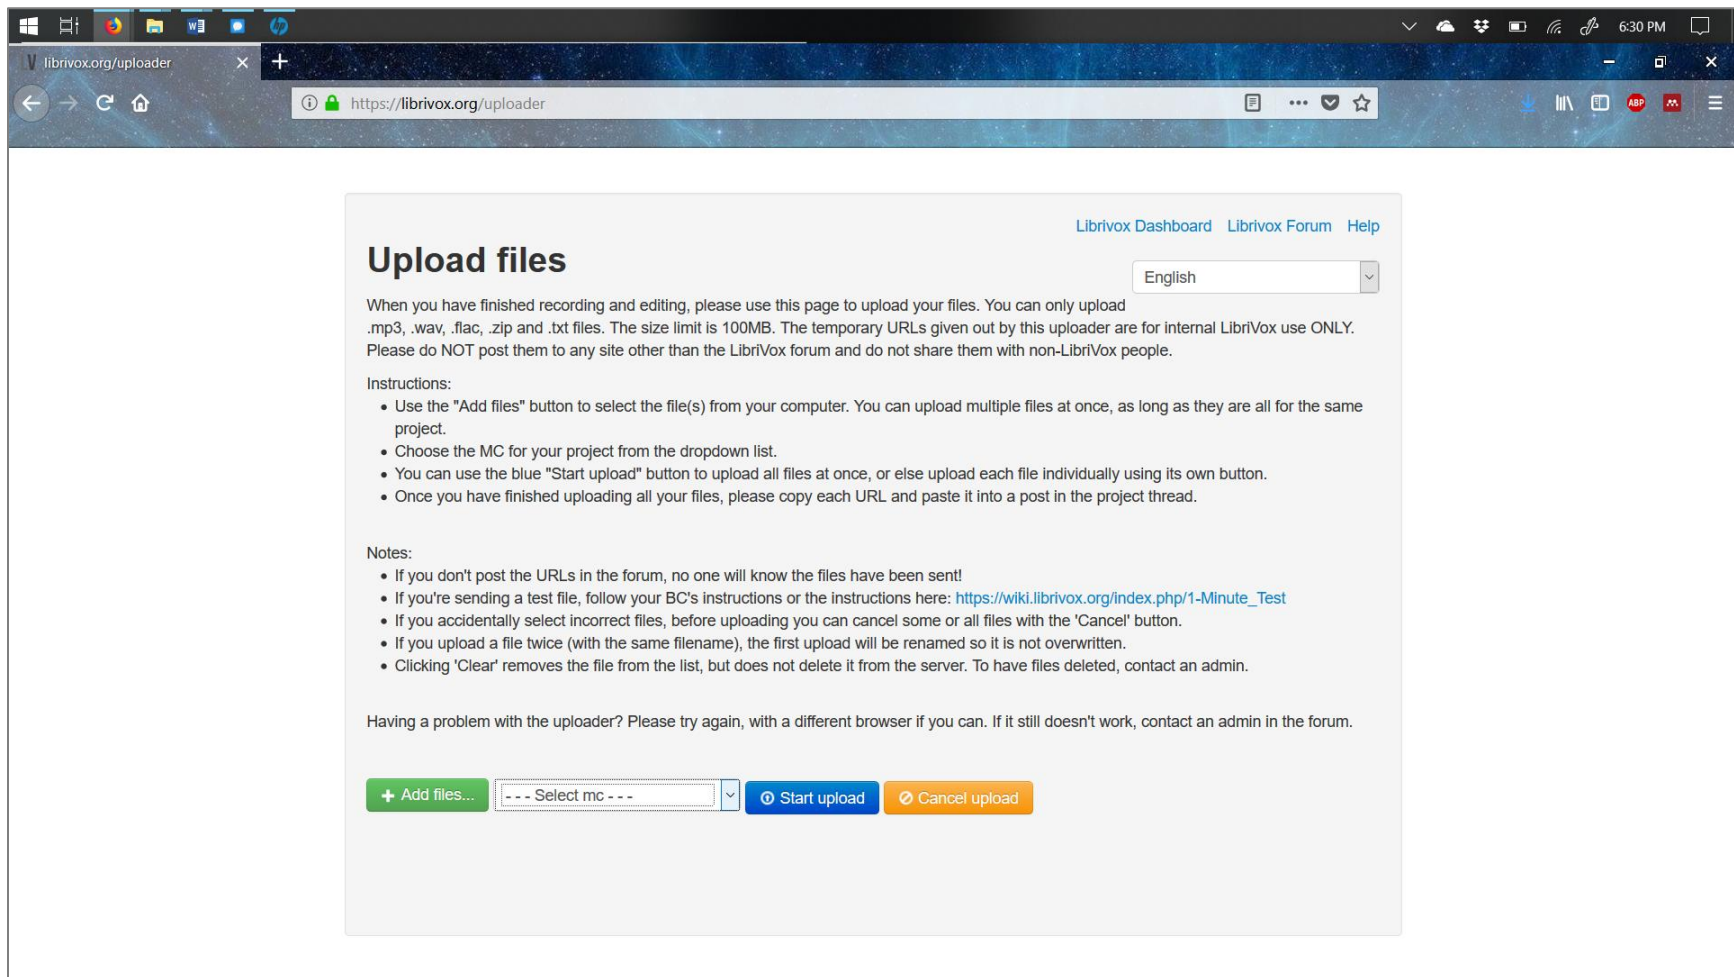 6:30 PM
librivox.org/uploader
https://librivox.org/uploader
ABP
Librivox Dashboard Librivox Forum Help
Upload files
English
When you have finished recording and editing, please use this page to upload your files. You can only upload
.mp3, .wav, .flac, .zip and .txt files. The size limit is 100MB. The temporary URLs given out by this uploader are for internal LibriVox use ONLY.
Please do NOT post them to any site other than the LibriVox forum and do not share them with non-LibriVox people.
Instructions:
• Use the "Add files" button to select the file(s) from your computer. You can upload multiple files at once, as long as they are all for the same
project.
• Choose the MC for your project from the dropdown list.
• You can use the blue "Start upload" button to upload all files at once, or else upload each file individually using its own button.
• Once you have finished uploading all your files, please copy each URL and paste it into a post in the project thread.
Notes:
• If you don't post the URLs in the forum, no one will know the files have been sent!
• If you're sending a test file, follow your BC's instructions or the instructions here: https://wiki.librivox.org/index.php/1-Minute_Test
• If you accidentally select incorrect files, before uploading you can cancel some or all files with the 'Cancel' button.
• If you upload a file twice (with the same filename), the first upload will be renamed so it is not overwritten.
• Clicking 'Clear' removes the file from the list, but does not delete it from the server. To have files deleted, contact an admin.
Having a problem with the uploader? Please try again, with a different browser if you can. If it still doesn't work, contact an admin in the forum.
+ Add files... - - - Select mc - - - Start upload Cancel upload